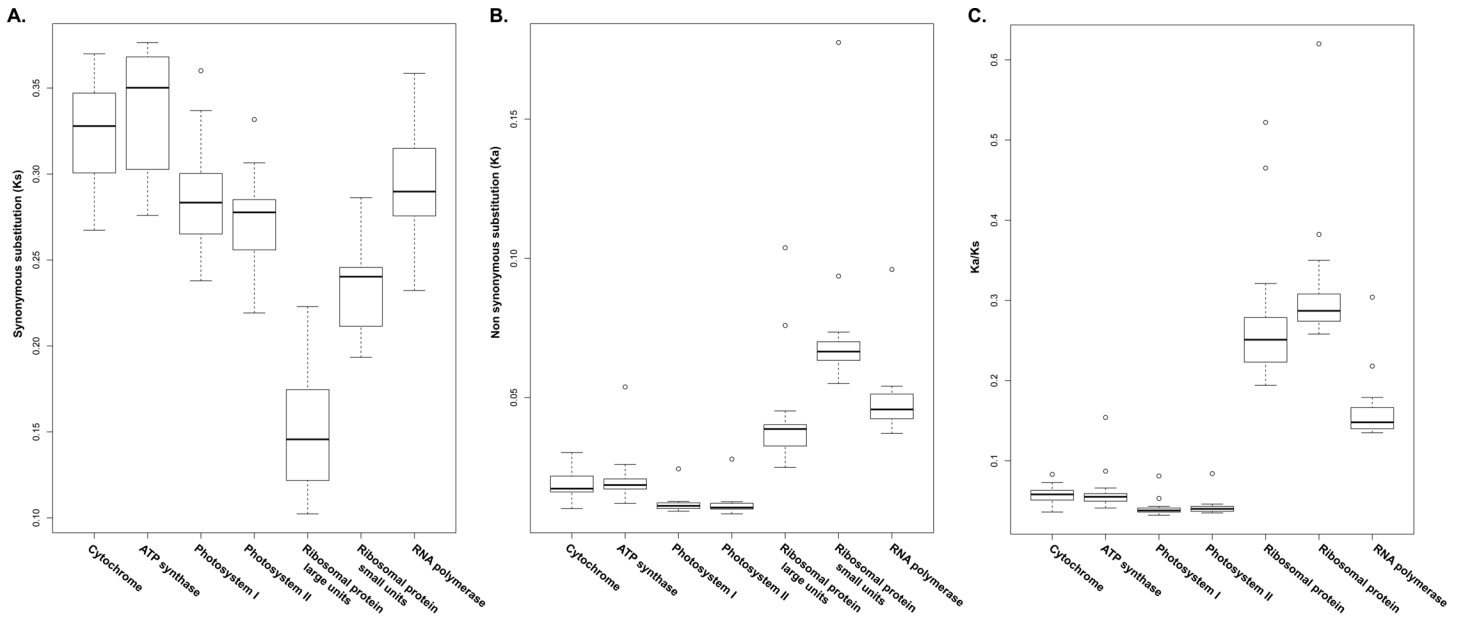 A.
Synonymous substitution (Ks)
0.35
0.30
0.25
0.20
0.15
0.10
Cytochrome
ATP synthase
Photosystem I
Photosystem II
Ribosomal protein
large units
Ribosomal protein
small units
RNA polymerase
B.
Non synonymous substitution (Ka)
0.15
0.10
0.05
Cytochrome
ATP synthase
Photosystem I
Photosystem II
Ribosomal protein
large units
Ribosomal protein
small units
RNA polymerase
C.
Ka/Ks
0.6
0.5
0.4
0.3
0.2
0.1
Cytochrome
ATP synthase
Photosystem I
Photosystem II
Ribosomal protein
Ribosomal protein
RNA polymerase